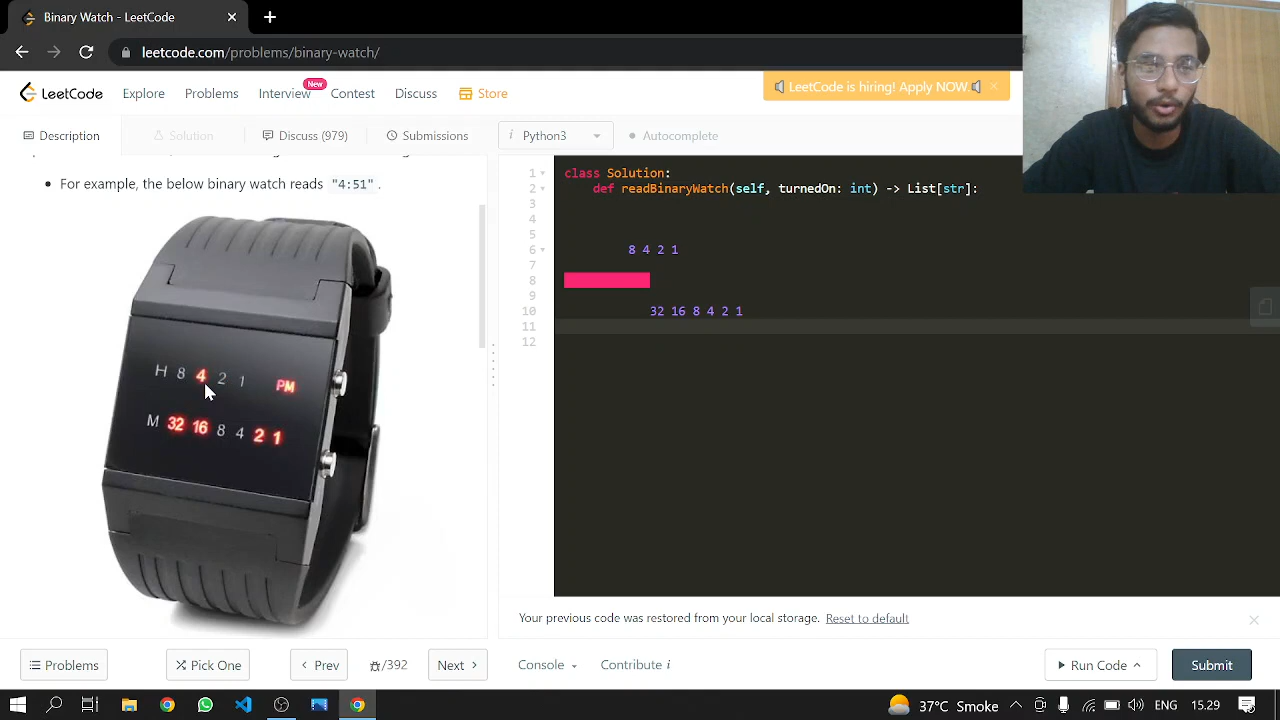 Binary Watch - LeetCode
leetcode.com/problems/binary-watch/
LeetCode
Explore
Problems
Interview
New
Contest
Discuss
Store
LeetCode is hiring! Apply NOW.
Description
Solution
Discuss (979)
Submissions
i Python3
Autocomplete
For example, the below binary watch reads "4:51".
H 8 4 2 1 PM
M 32 16 8 4 2 1
1 class Solution:
2 def readBinaryWatch(self, turnedOn: int) -> List[str]:
3
4
5
6 8 4 2 1
7
8
9
10 32 16 8 4 2 1
11
12
Your previous code was restored from your local storage. Reset to default
Problems
Pick One
Prev
/392
Next
Console
Contribute i
Run Code
Submit
37°C Smoke
ENG
15:29